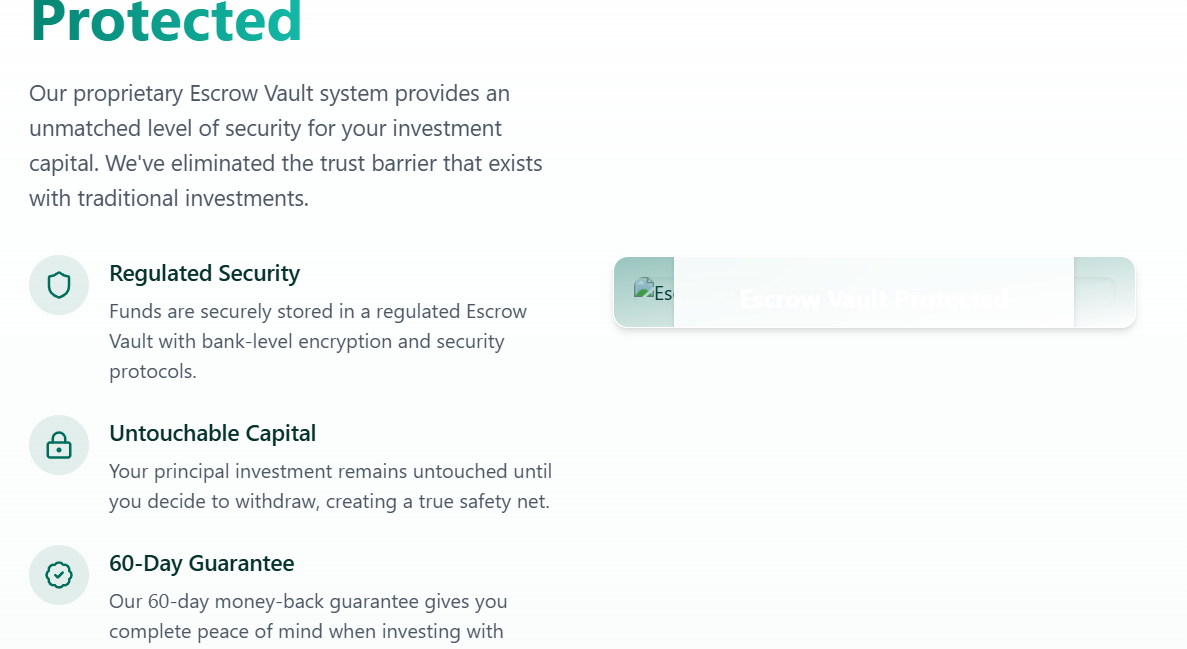 Protected
Our proprietary Escrow Vault system provides an
unmatched level of security for your investment
capital. We've eliminated the trust barrier that exists
with traditional investments.
Regulated Security
Funds are securely stored in a regulated Escrow
Vault with bank-level encryption and security
protocols.
Esc
Escrow Vault Protected
Untouchable Capital
Your principal investment remains untouched until
you decide to withdraw, creating a true safety net.
60-Day Guarantee
Our 60-day money-back guarantee gives you
complete peace of mind when investing with